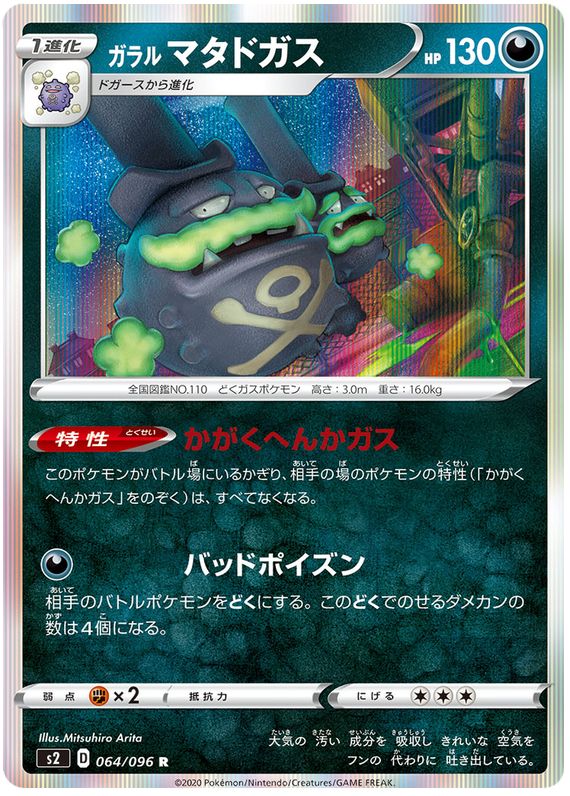 1進化
ガラル マタドガス
HP 130
ドガースから進化
全国図鑑NO.110 どくガスポケモン 高さ:3.0m 重さ:16.0kg
特性 とくせい かがくへんかガス
このポケモンがバトル場にいるかぎり、相手の場のポケモンの特性(「かがく
へんかガス」をのぞく)は、すべてなくなる。
バッドポイズン
相手のバトルポケモンをどくにする。このどくでのせるダメカンの
数は4個になる。
弱点 ×2 抵抗力 にげる
Illus.Mitsuhiro Arita
大気の 汚い 成分を 吸収し きれいな 空気を
フンの 代わりに 吐き出している。
s2 D 064/096 R
©2020 Pokémon/Nintendo/Creatures/GAME FREAK.